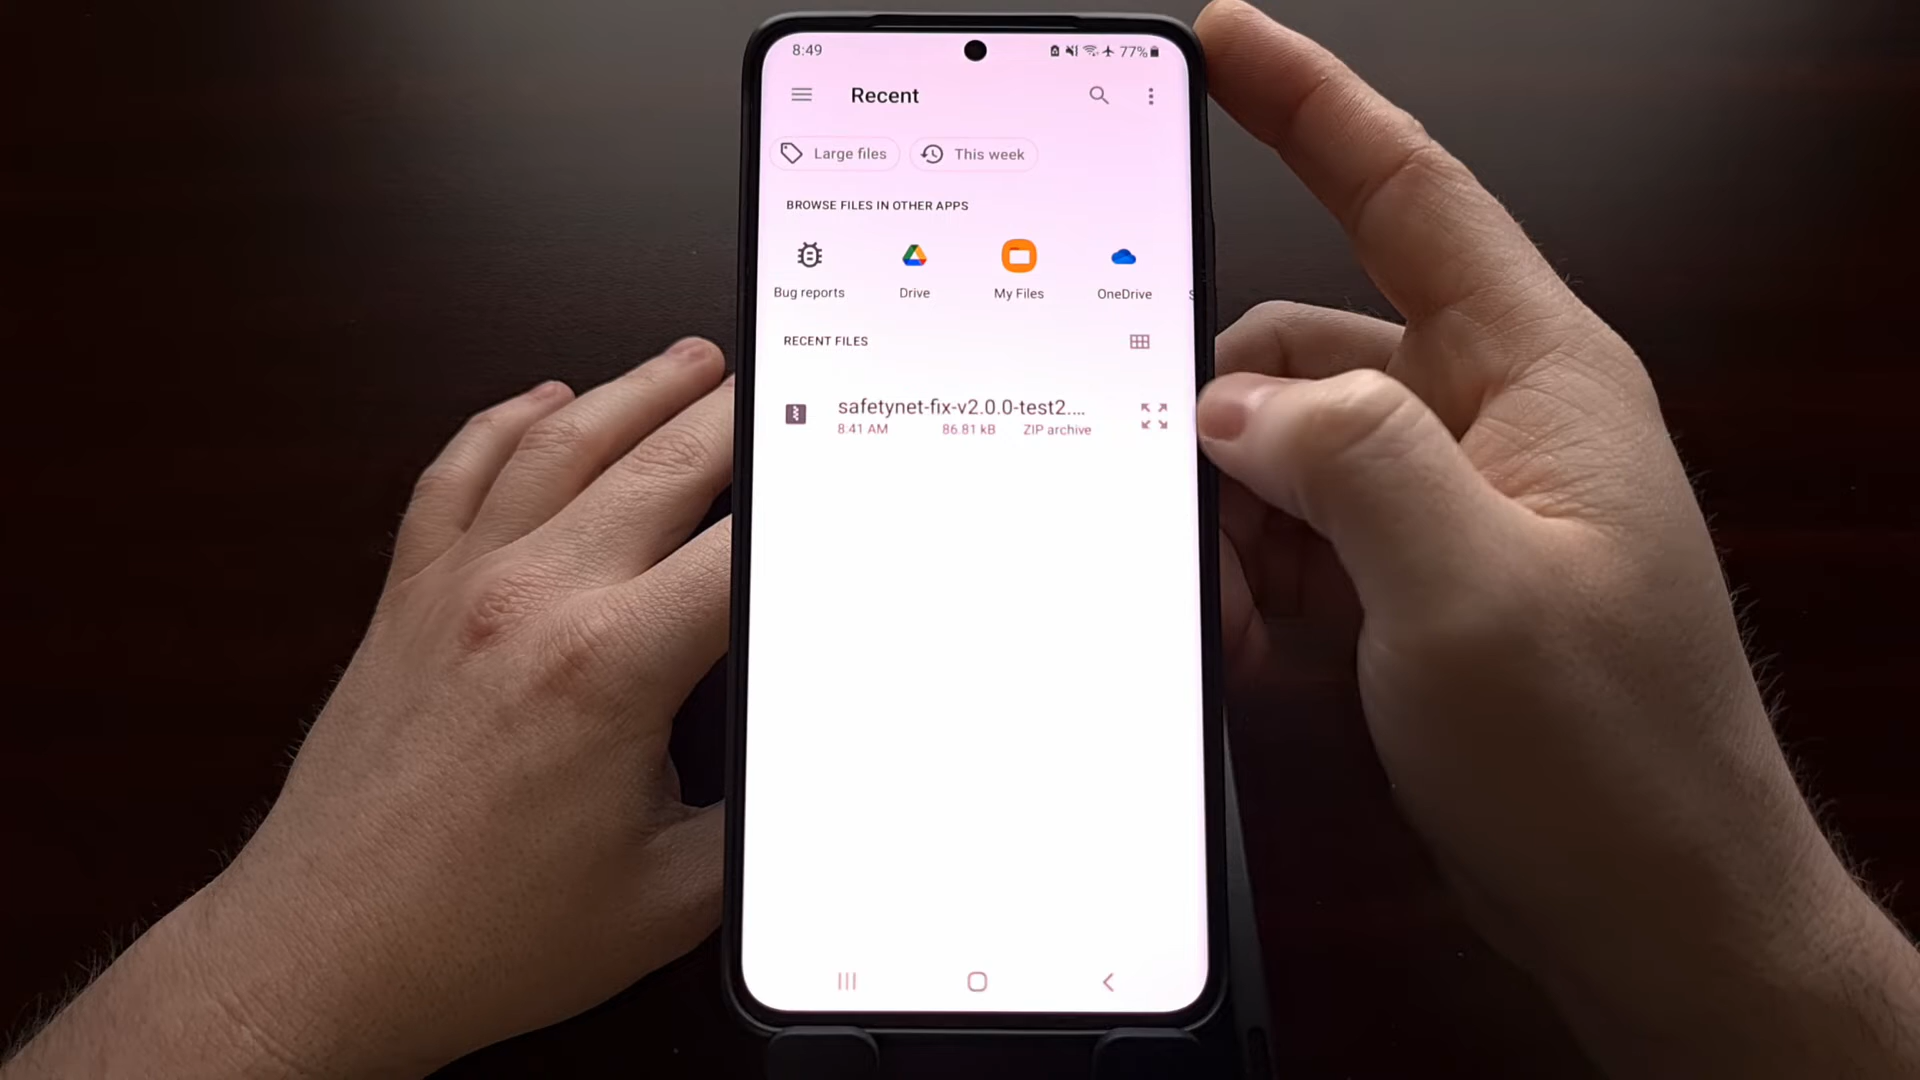 8:49
77%
Recent
Large files
This week
BROWSE FILES IN OTHER APPS
Bug reports
Drive
My Files
OneDrive
RECENT FILES
safetynet-fix-v2.0.0-test2....
8:41 AM 86.81 kB ZIP archive